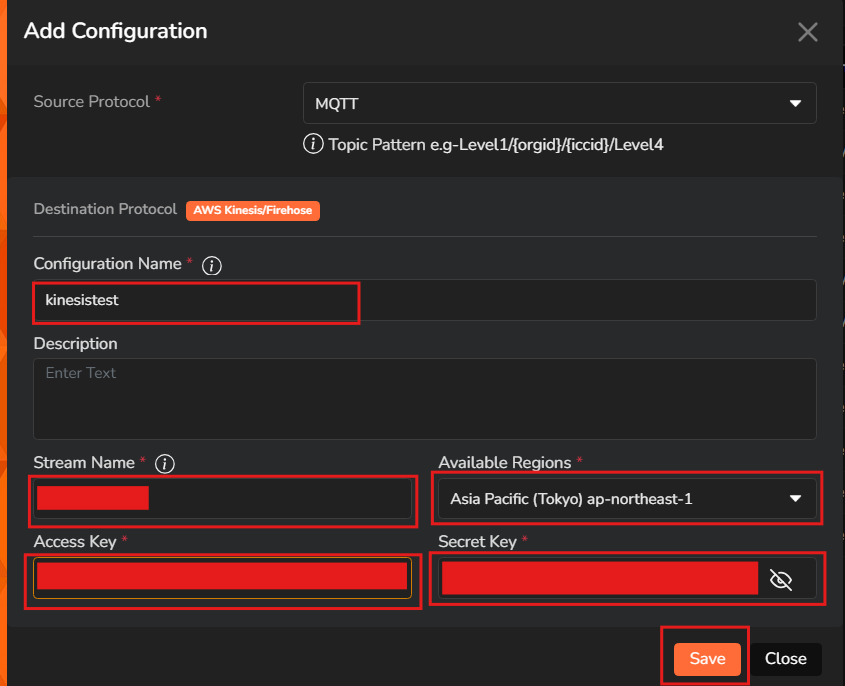 Add Configuration
Source Protocol *
MQTT
i Topic Pattern e.g-Level1/{orgid}/{iccid}/Level4
Destination Protocol AWS Kinesis/Firehose
Configuration Name * i
kinesistest
Description
Enter Text
Stream Name * i
Available Regions *
Asia Pacific (Tokyo) ap-northeast-1
Access Key *
Secret Key *
Save
Close